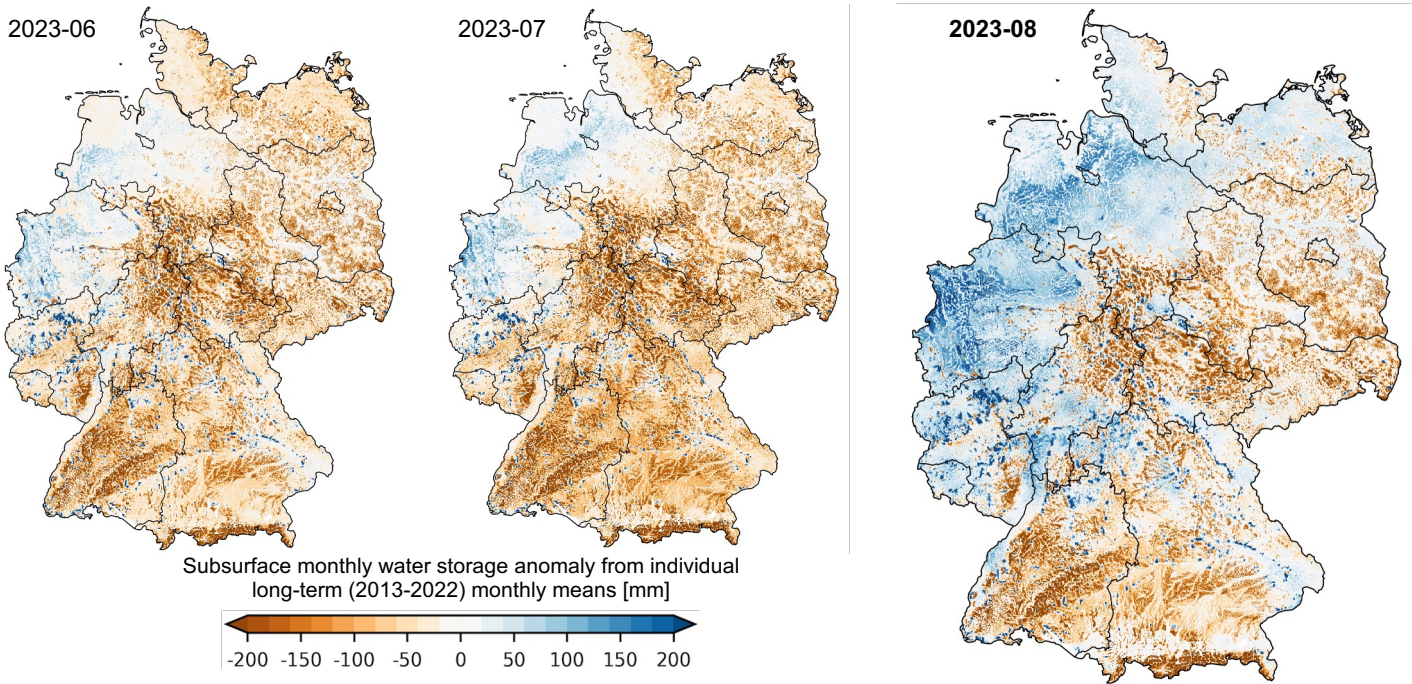 2023-06
2023-07
2023-08
Subsurface monthly water storage anomaly from individual
long-term (2013-2022) monthly means [mm]
-200 -150 -100 -50 0 50 100 150 200